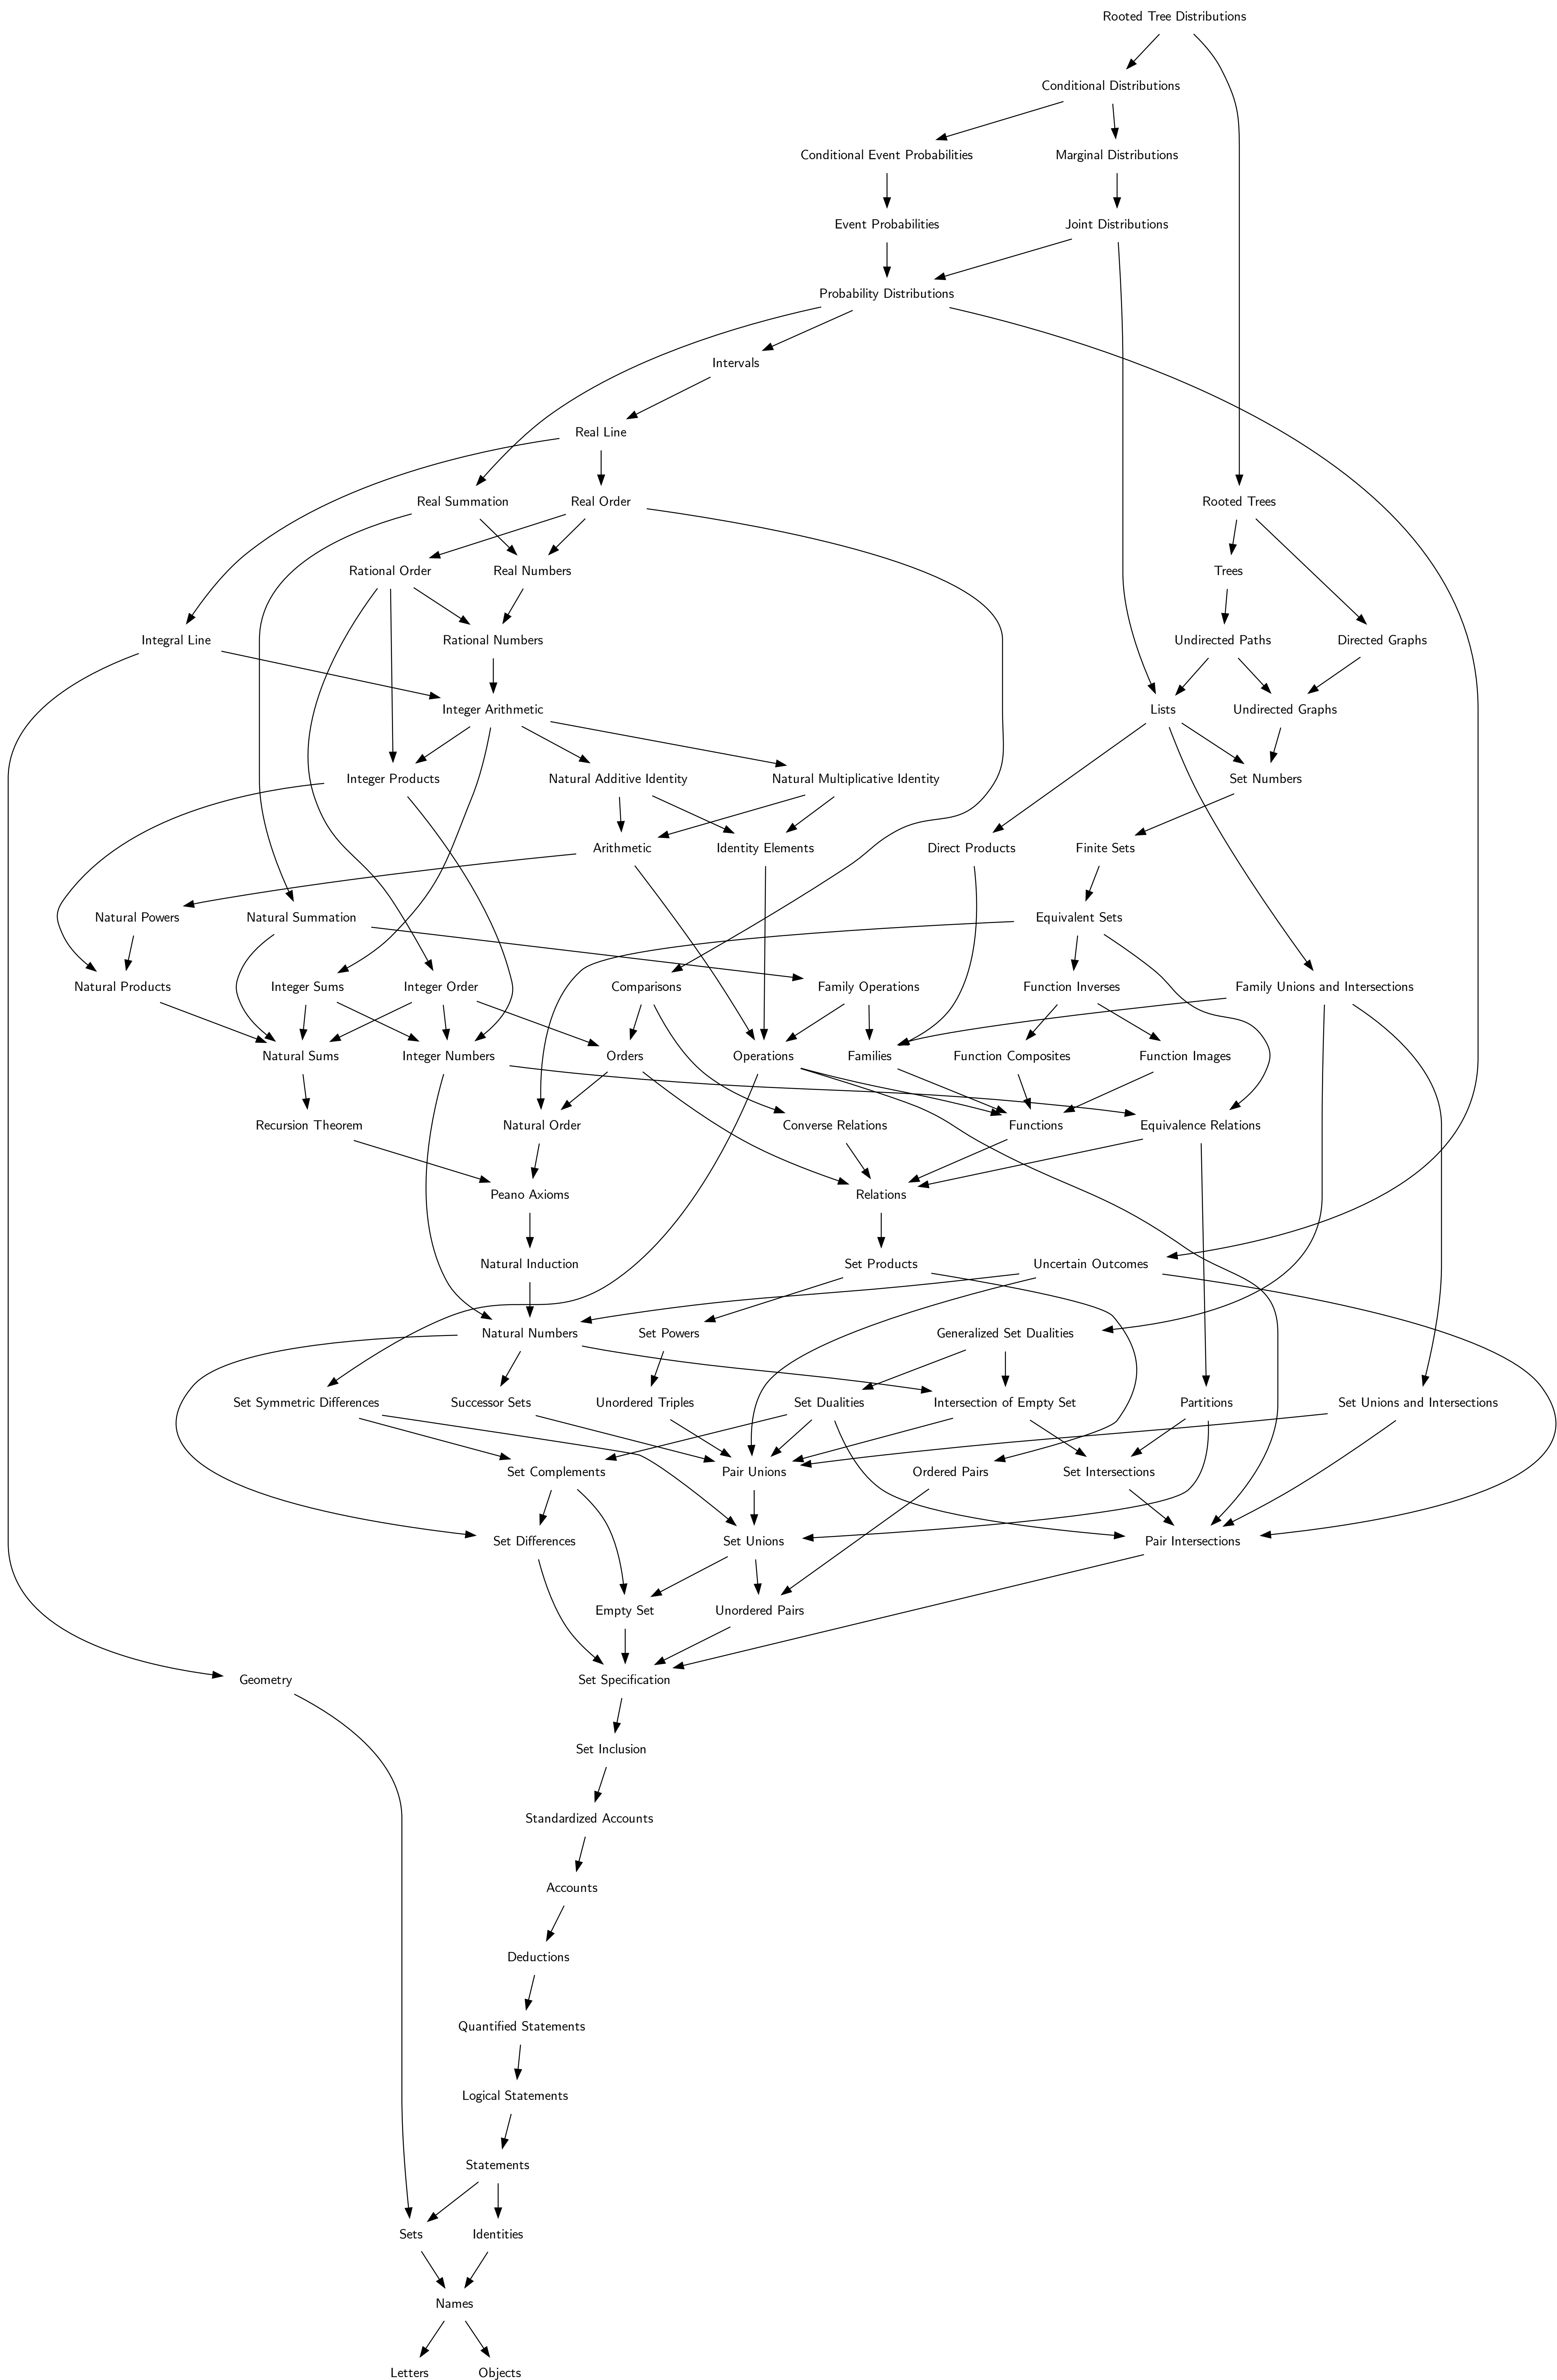 Rooted Tree Distributions
Conditional Distributions
Conditional Event Probabilities
Marginal Distributions
Event Probabilities
Joint Distributions
Probability Distributions
Intervals
Real Line
Real Summation
Real Order
Rooted Trees
Rational Order
Real Numbers
Trees
Integral Line
Rational Numbers
Undirected Paths
Directed Graphs
Integer Arithmetic
Lists
Undirected Graphs
Integer Products
Natural Additive Identity
Natural Multiplicative Identity
Set Numbers
Arithmetic
Identity Elements
Direct Products
Finite Sets
Natural Powers
Natural Summation
Equivalent Sets
Natural Products
Integer Sums
Integer Order
Comparisons
Family Operations
Function Inverses
Family Unions and Intersections
Natural Sums
Integer Numbers
Orders
Operations
Families
Function Composites
Function Images
Recursion Theorem
Natural Order
Converse Relations
Functions
Equivalence Relations
Peano Axioms
Relations
Natural Induction
Set Products
Uncertain Outcomes
Natural Numbers
Set Powers
Generalized Set Dualities
Set Symmetric Differences
Successor Sets
Unordered Triples
Set Dualities
Intersection of Empty Set
Partitions
Set Unions and Intersections
Set Complements
Pair Unions
Ordered Pairs
Set Intersections
Set Differences
Set Unions
Pair Intersections
Empty Set
Unordered Pairs
Geometry
Set Specification
Set Inclusion
Standardized Accounts
Accounts
Deductions
Quantified Statements
Logical Statements
Statements
Sets
Identities
Names
Letters
Objects